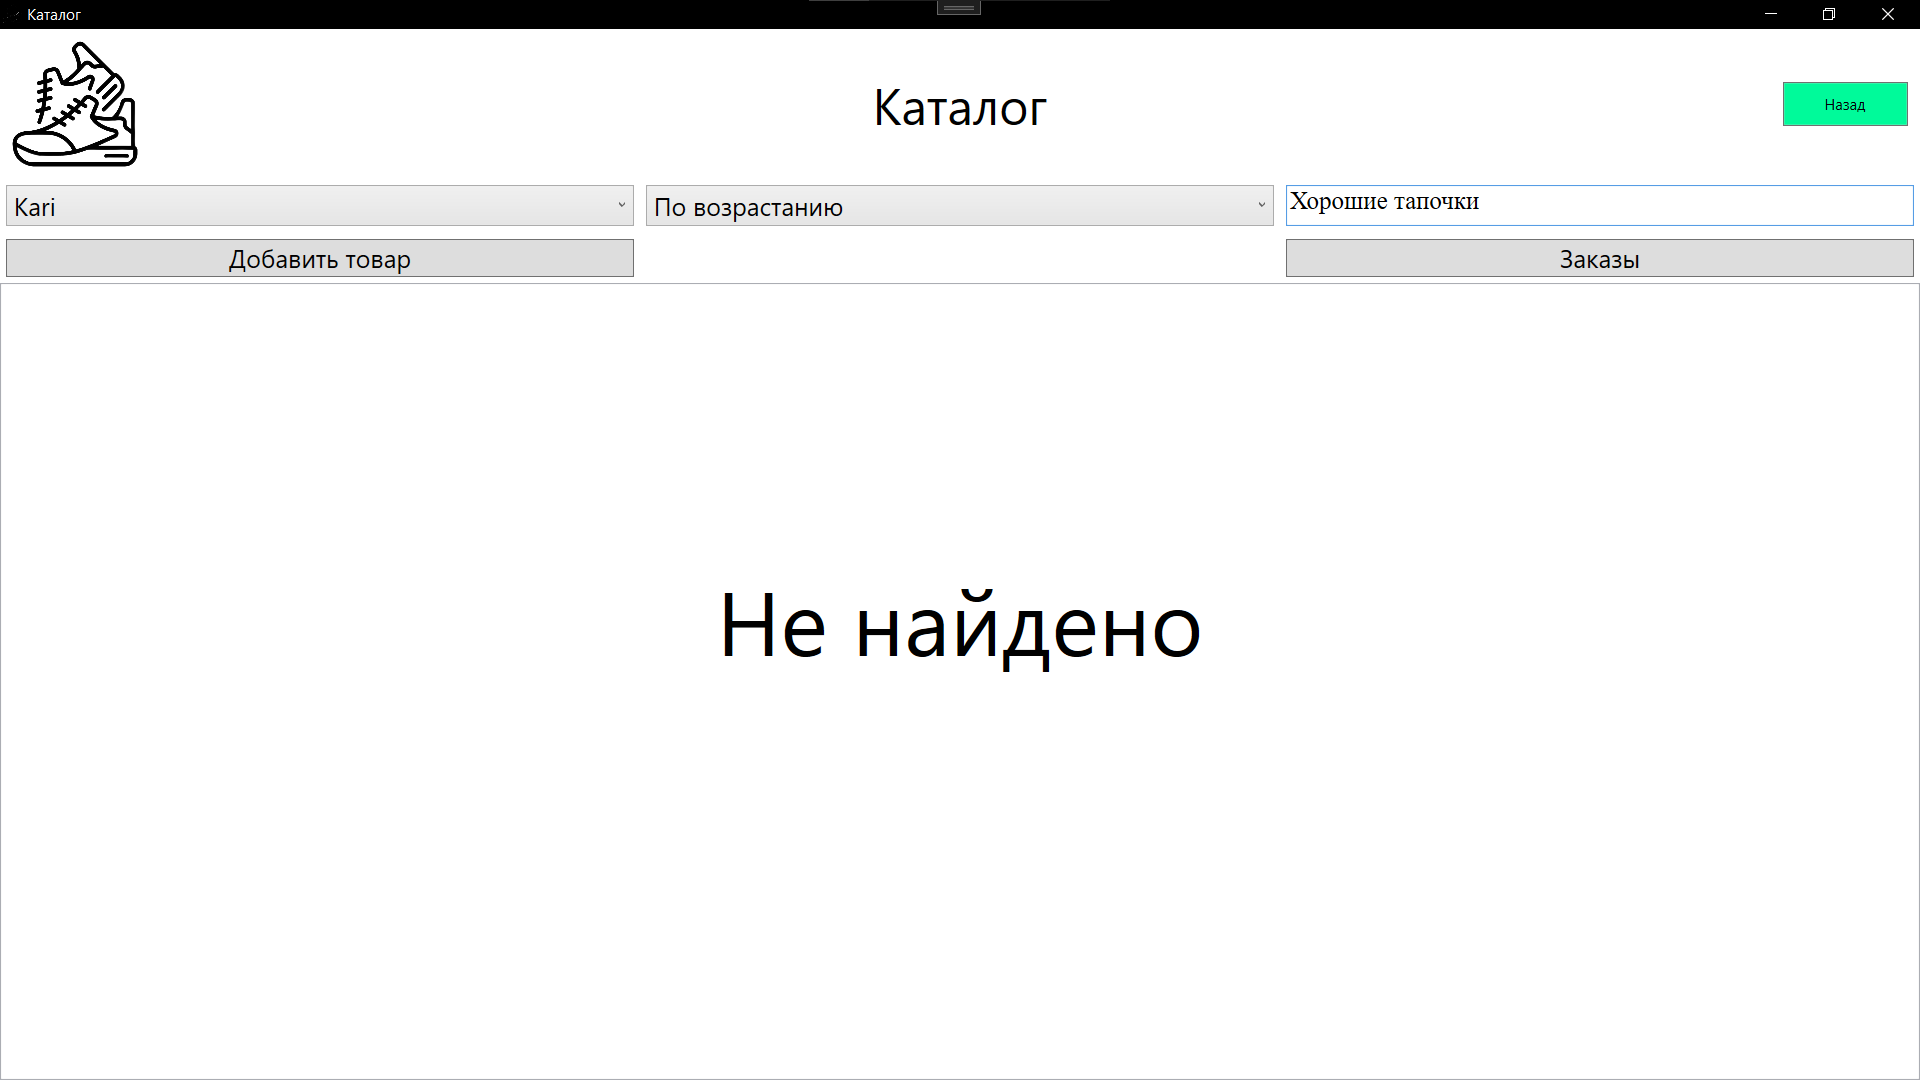 Каталог
Каталог
Назад
Kari
По возрастанию
Хорошие тапочки
Добавить товар
Заказы
Не найдено